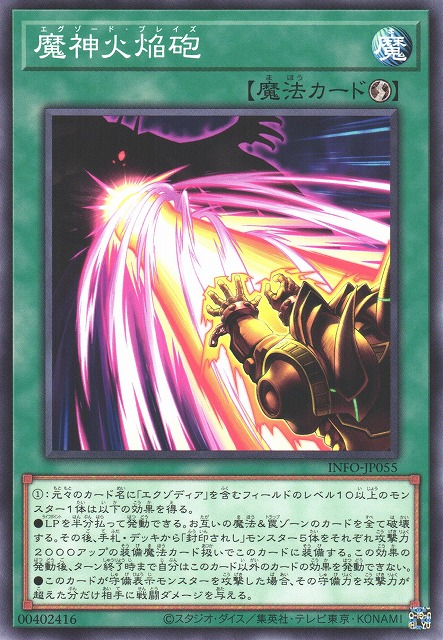 エグゾード・ブレイズ
魔神火焔砲
魔
【魔法カード】
INFO-JP055
①：元々のカード名に「エクゾディア」を含むフィールドのレベル１０以上のモン
スター１体は以下の効果を得る。
●LPを半分払って発動できる。お互いの魔法＆罠ゾーンのカードを全て破壊
する。その後、手札・デッキから「封印されし」モンスター５体をそれぞれ攻撃力
２０００アップの装備魔法カード扱いでこのカードに装備する。この効果の
発動後、ターン終了時まで自分はこのカード以外のカードの効果を発動できない。
●このカードが守備表示モンスターを攻撃した場合、その守備力を攻撃力が
超えた分だけ相手に戦闘ダメージを与える。
00402416
©スタジオ・ダイス／集英社・テレビ東京・KONAMI